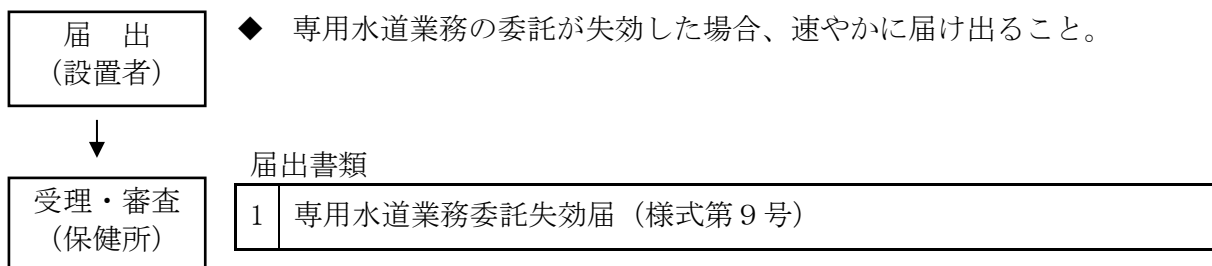 届　出
（設置者）
◆　専用水道業務の委託が失効した場合、速やかに届け出ること。
↓
受理・審査
（保健所）
届出書類
1　専用水道業務委託失効届（様式第９号）